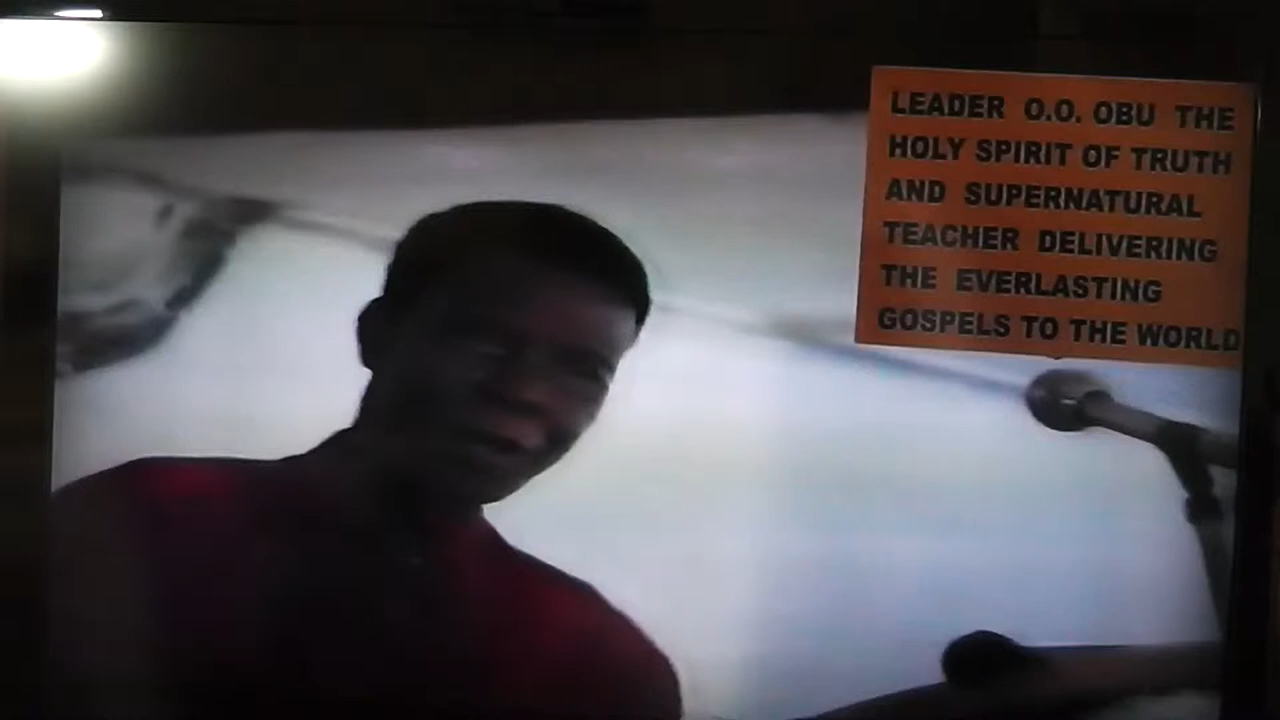 LEADER O.O. OBU THE
HOLY SPIRIT OF TRUTH
AND SUPERNATURAL
TEACHER DELIVERING
THE EVERLASTING
GOSPELS TO THE WORLD